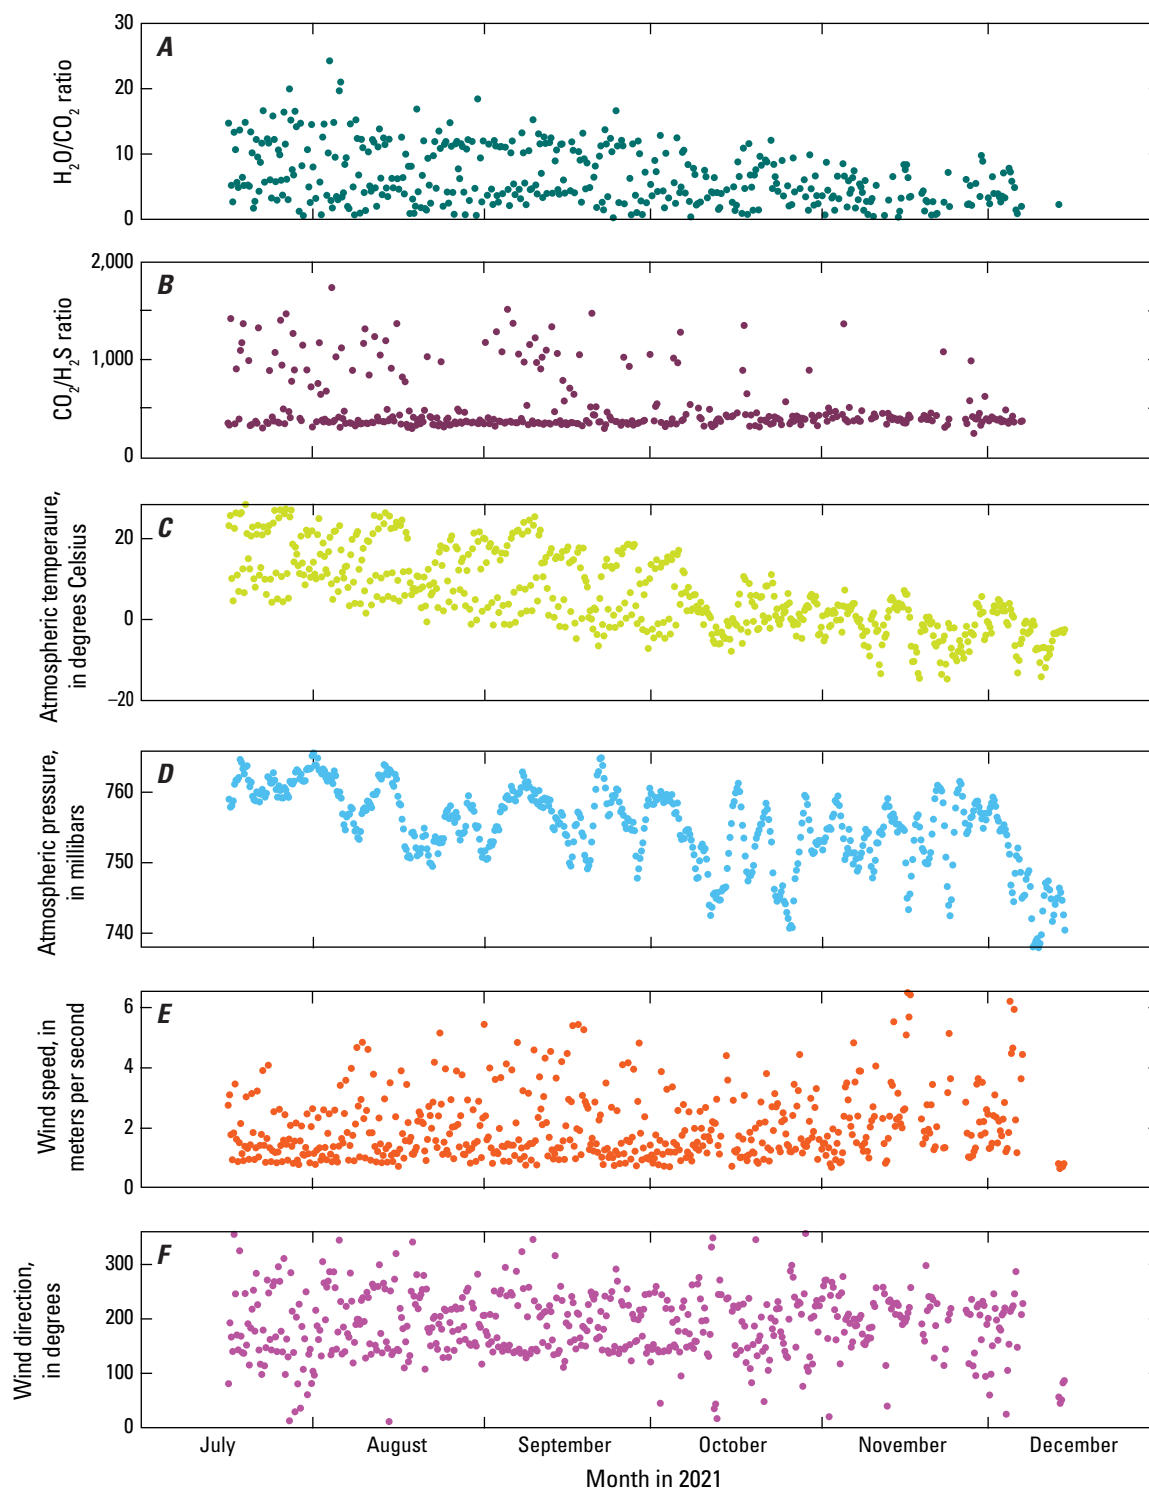 A
30
20
10
0
H₂O/CO₂ ratio
B
2,000
1,000
0
CO₂/H₂S ratio
C
20
0
–20
Atmospheric temperaure,
in degrees Celsius
D
760
750
740
Atmospheric pressure,
in millibars
E
6
4
2
0
Wind speed, in
meters per second
F
300
200
100
0
Wind direction,
in degrees
July August September October November December
Month in 2021